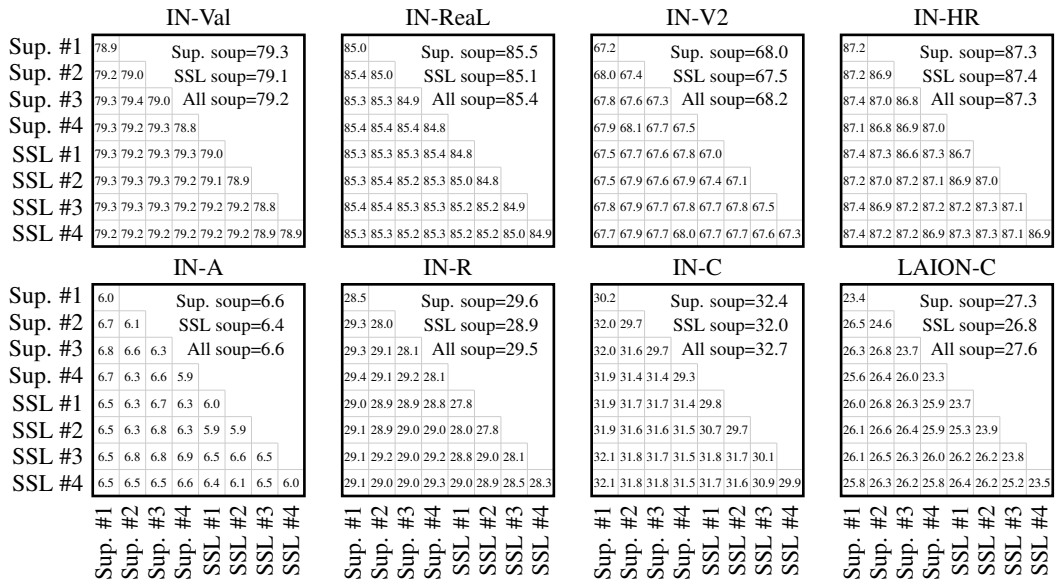 IN-Val IN-ReaL IN-V2 IN-HR
Sup. #1 78.9 Sup. soup=79.3 85.0 Sup. soup=85.5 67.2 Sup. soup=68.0 87.2 Sup. soup=87.3
Sup. #2 79.2 79.0 SSL soup=79.1 85.4 85.0 SSL soup=85.1 68.0 67.4 SSL soup=67.5 87.2 86.9 SSL soup=87.4
Sup. #3 79.3 79.4 79.0 All soup=79.2 85.3 85.3 84.9 All soup=85.4 67.8 67.6 67.3 All soup=68.2 87.4 87.0 86.8 All soup=87.3
Sup. #4 79.3 79.2 79.3 78.8 85.4 85.4 85.4 84.8 67.9 68.1 67.7 67.5 87.1 86.8 86.9 87.0
SSL #1 79.3 79.2 79.3 79.3 79.0 85.3 85.3 85.3 85.4 84.8 67.5 67.7 67.6 67.8 67.0 87.4 87.3 86.6 87.3 86.7
SSL #2 79.3 79.3 79.3 79.2 79.1 78.9 85.3 85.4 85.2 85.3 85.0 84.8 67.5 67.9 67.6 67.9 67.4 67.1 87.2 87.0 87.2 87.1 86.9 87.0
SSL #3 79.3 79.3 79.2 79.2 79.2 79.2 78.8 85.4 85.4 85.3 85.3 85.2 85.2 84.9 67.8 67.9 67.7 67.7 67.7 67.8 67.5 87.4 86.9 87.2 87.2 87.2 87.3 87.1
SSL #4 79.2 79.2 79.2 79.2 79.2 79.2 78.9 78.9 85.3 85.3 85.2 85.3 85.2 85.2 85.0 84.9 67.7 67.9 67.7 68.0 67.7 67.7 67.6 67.3 87.4 87.2 87.2 86.9 87.3 87.3 87.1 86.9
IN-A IN-R IN-C LAION-C
Sup. #1 6.0 Sup. soup=6.6 28.5 Sup. soup=29.6 30.2 Sup. soup=32.4 23.4 Sup. soup=27.3
Sup. #2 6.7 6.1 SSL soup=6.4 29.3 28.0 SSL soup=28.9 32.0 29.7 SSL soup=32.0 26.5 24.6 SSL soup=26.8
Sup. #3 6.8 6.6 6.3 All soup=6.6 29.3 29.1 28.1 All soup=29.5 32.0 31.6 29.7 All soup=32.7 26.3 26.8 23.7 All soup=27.6
Sup. #4 6.7 6.3 6.6 5.9 29.4 29.1 29.2 28.1 31.9 31.4 31.4 29.3 25.6 26.4 26.0 23.3
SSL #1 6.5 6.3 6.7 6.3 6.0 29.0 28.9 28.9 28.8 27.8 31.9 31.7 31.7 31.4 29.8 26.0 26.8 26.3 25.9 23.7
SSL #2 6.5 6.3 6.8 6.3 5.9 5.9 29.1 28.9 29.0 29.0 28.0 27.8 31.9 31.6 31.6 31.5 30.7 29.7 26.1 26.6 26.4 25.9 25.3 23.9
SSL #3 6.5 6.8 6.8 6.9 6.5 6.6 6.5 29.1 29.2 29.0 29.2 28.8 29.0 28.1 32.1 31.8 31.7 31.5 31.8 31.7 30.1 26.1 26.5 26.3 26.0 26.2 26.2 23.8
SSL #4 6.5 6.5 6.5 6.6 6.4 6.1 6.5 6.0 29.1 29.0 29.0 29.3 29.0 28.9 28.5 28.3 32.1 31.8 31.8 31.5 31.7 31.6 30.9 29.9 25.8 26.3 26.2 25.8 26.4 26.2 25.2 23.5
Sup. #1 Sup. #2 Sup. #3 Sup. #4 SSL #1 SSL #2 SSL #3 SSL #4 Sup. #1 Sup. #2 Sup. #3 Sup. #4 SSL #1 SSL #2 SSL #3 SSL #4 Sup. #1 Sup. #2 Sup. #3 Sup. #4 SSL #1 SSL #2 SSL #3 SSL #4 Sup. #1 Sup. #2 Sup. #3 Sup. #4 SSL #1 SSL #2 SSL #3 SSL #4